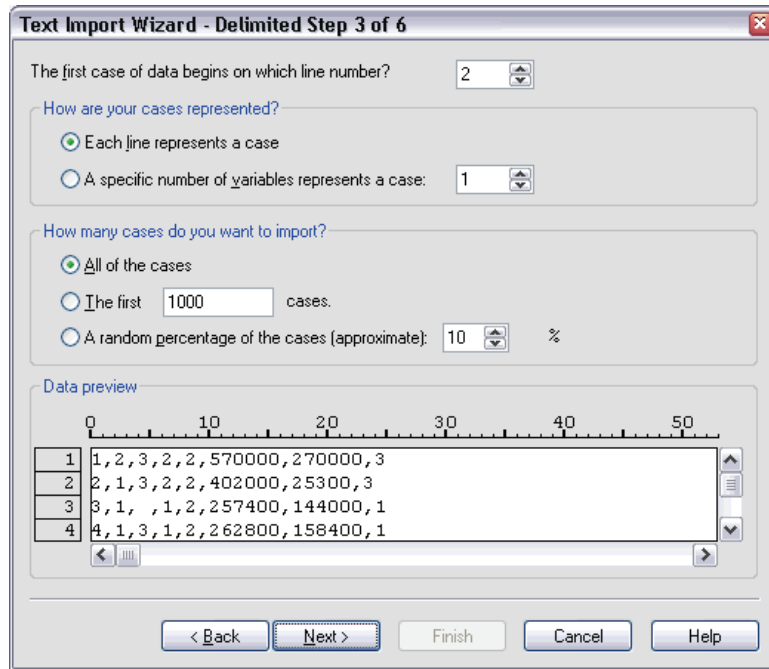 Text Import Wizard - Delimited Step 3 of 6
The first case of data begins on which line number? 2
How are your cases represented?
Each line represents a case
A specific number of variables represents a case: 1
How many cases do you want to import?
All of the cases
The first 1000 cases.
A random percentage of the cases (approximate): 10 %
Data preview
0 10 20 30 40 50
1 1,2,3,2,2,570000,270000,3
2 2,1,3,2,2,402000,25300,3
3 3,1, ,1,2,257400,144000,1
4 4,1,3,1,2,262800,158400,1
< Back Next > Finish Cancel Help